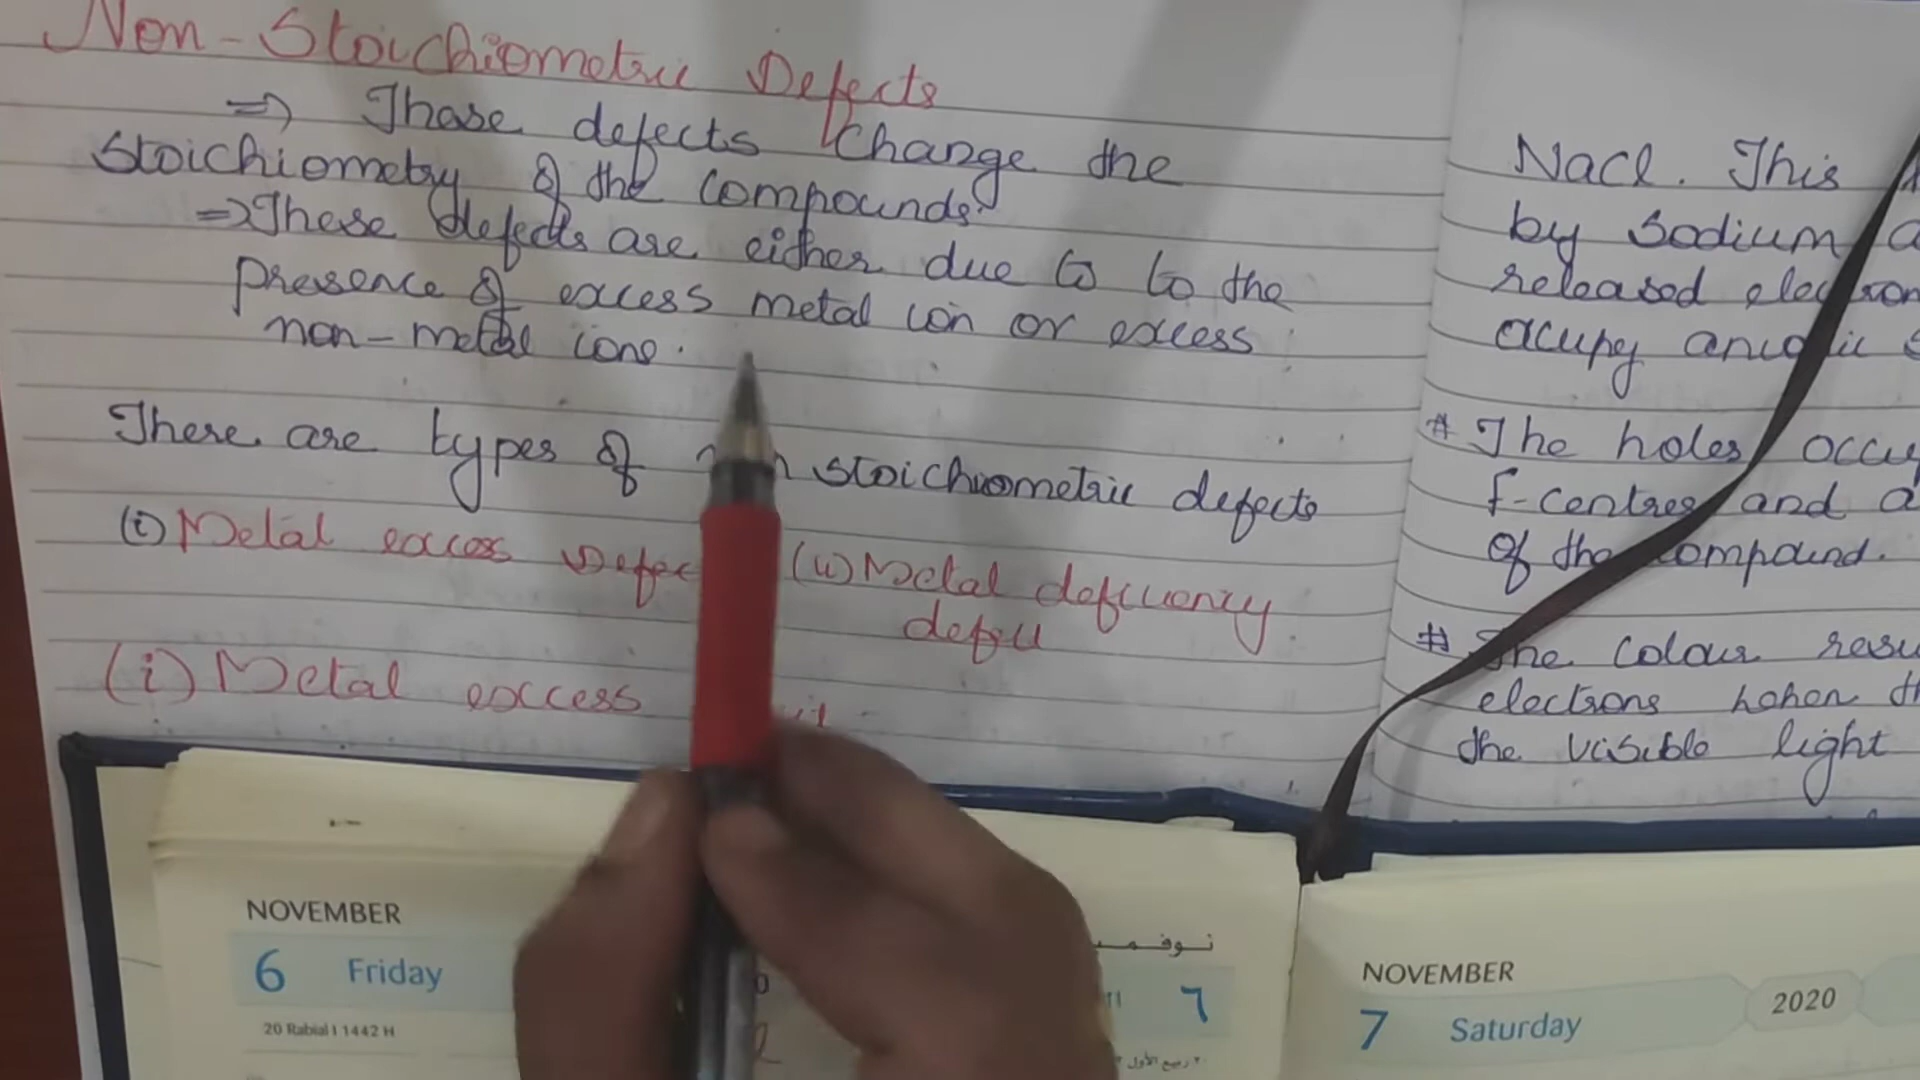 Non-Stoichiometric Defects
⇒ These defects change the
Stoichiometry of the compounds.
⇒ These defects are either due to to the
presence of excess metal ion or excess
non-metal ions.
There are types of stoichiometric defects
(i) Metal excess (ii) Metal deficiency
(i) Metal excess
NaCl. This
by Sodium
released
occupy
# The holes
f-centres and
of the compound.
# The colour
electrons when
the visible light
NOVEMBER
6 Friday
20 Rabial I 1442 H
نوفمبر
٦
NOVEMBER
7 Saturday
2020